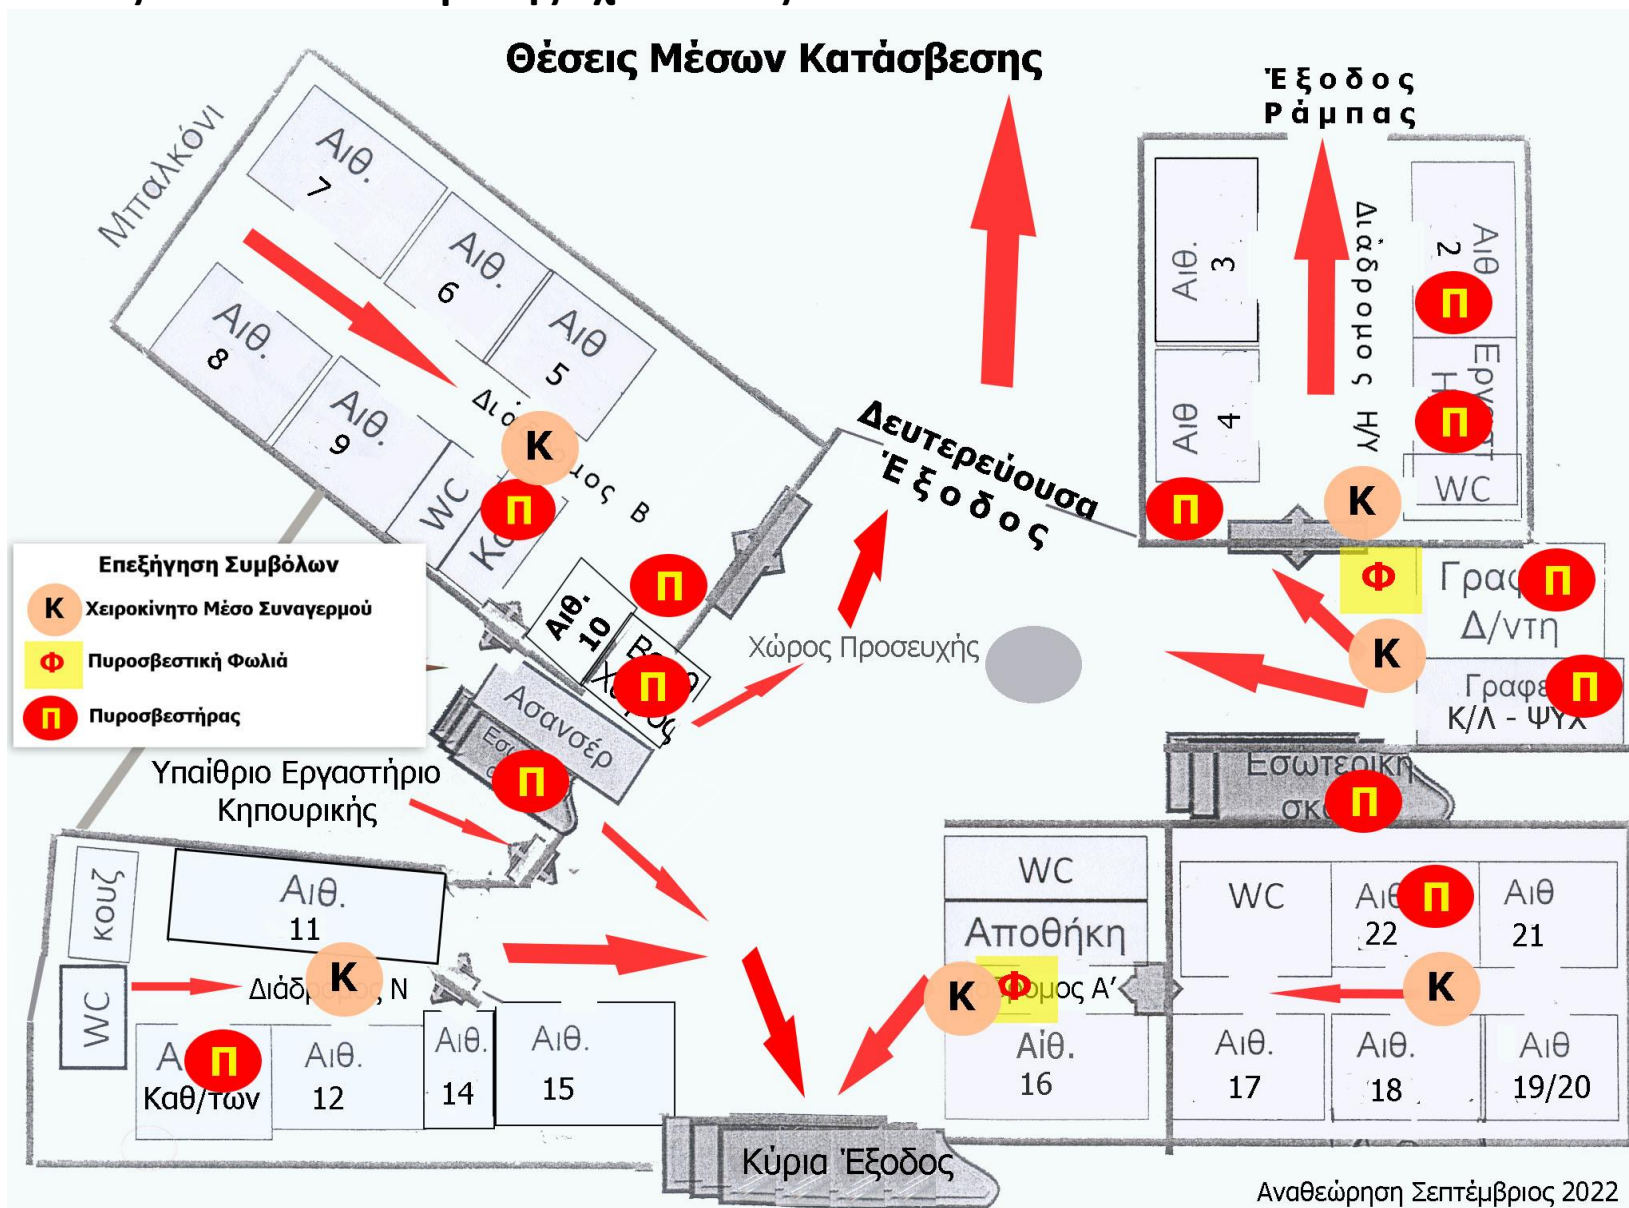 Θέσεις Μέσων Κατάσβεσης
Έξοδος
Ράμπας
Μπαλκόνι
Αιθ.
7
Αιθ.
6
Αιθ
5
Αιθ.
8
Αιθ.
9
WC
Κ
Π
Β
Π
Αιθ.
10
Π
Ασανσέρ
Π
Δευτερεύουσα
Έξοδος
Χώρος Προσευχής
Αιθ
3
Αιθ
4
Διάδρομος Η/Υ
Αιθ
2
Π
Π
WC
Π
Κ
Φ
Π
Δ/ντη
Κ
Π
Κ/Λ - ΨΥΧ
Εσωτερική
Π
Επεξήγηση Συμβόλων
Κ Χειροκίνητο Μέσο Συναγερμού
Φ Πυροσβεστική Φωλιά
Π Πυροσβεστήρας
Υπαίθριο Εργαστήριο
Κηπουρικής
κουζ
Αιθ.
11
WC
Διάδρομος Ν
Κ
Π
Καθ/των
Αιθ.
12
Αιθ.
14
Αιθ.
15
WC
Αποθήκη
Κ
Φ
Α'
Αίθ.
16
WC
Αιθ
22
Π
Αιθ
21
Κ
Αιθ.
17
Αιθ.
18
Αιθ
19/20
Κύρια Έξοδος
Αναθεώρηση Σεπτέμβριος 2022